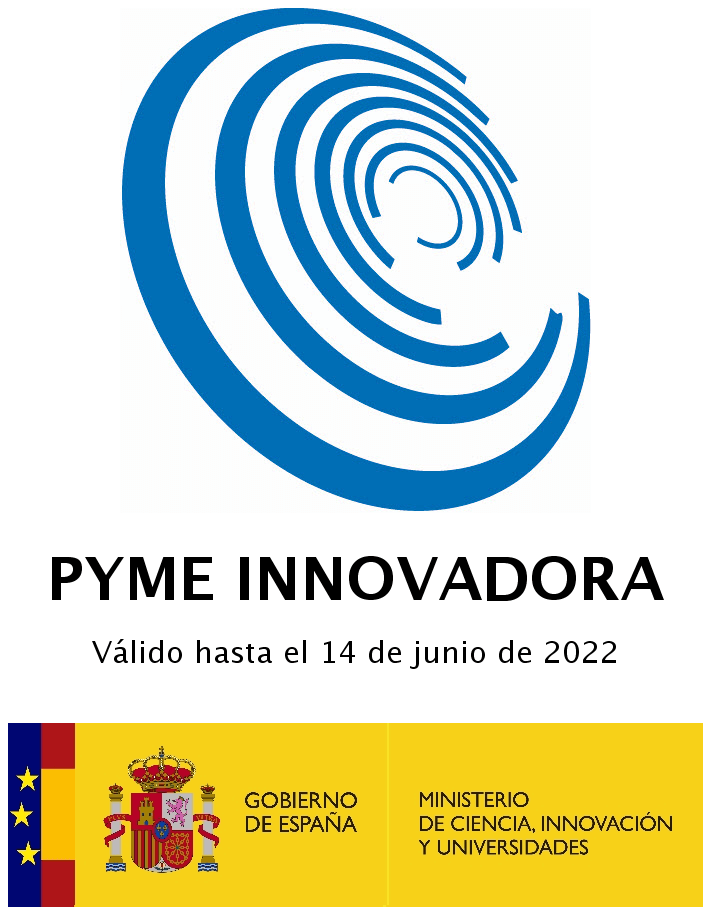 PYME INNOVADORA
Válido hasta el 14 de junio de 2022
GOBIERNO
DE ESPAÑA
MINISTERIO
DE CIENCIA, INNOVACIÓN
Y UNIVERSIDADES